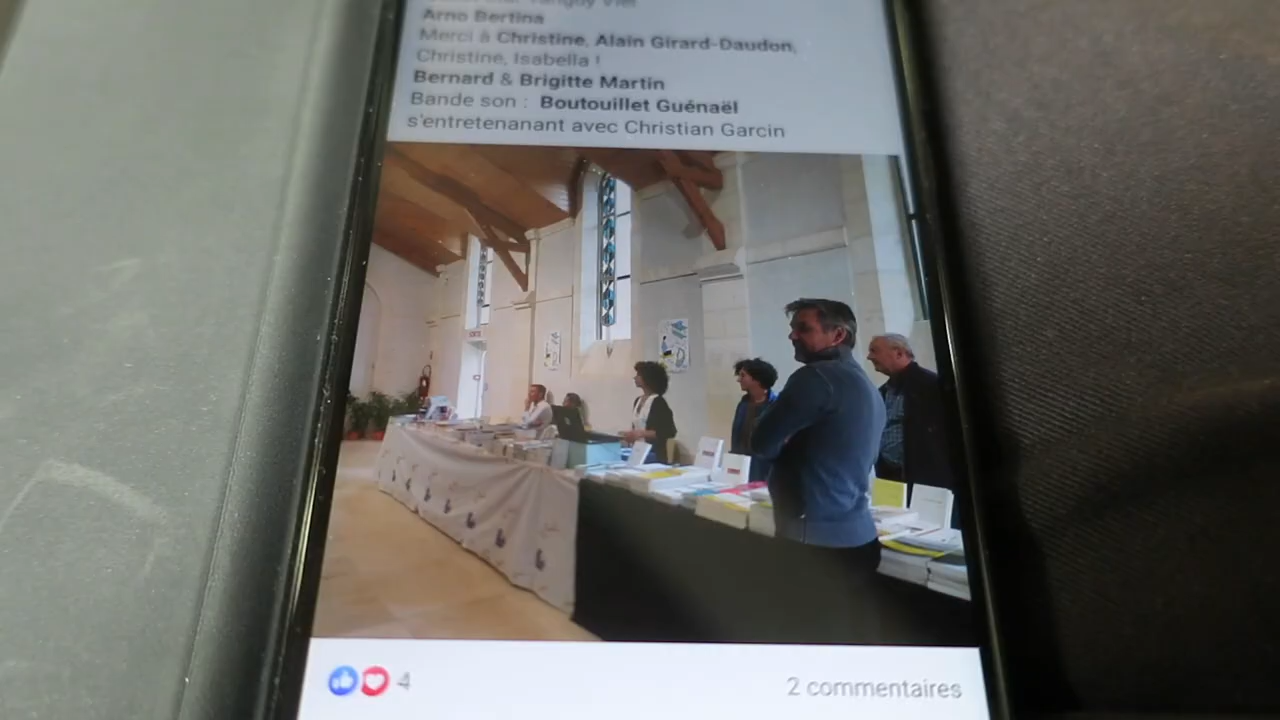 Arno Bertina
Merci à Christine, Alain Girard-Daudon,
Christine, Isabella !
Bernard & Brigitte Martin
Bande son : Boutouillet Guénaël
s'entretenanant avec Christian Garcin
4
2 commentaires